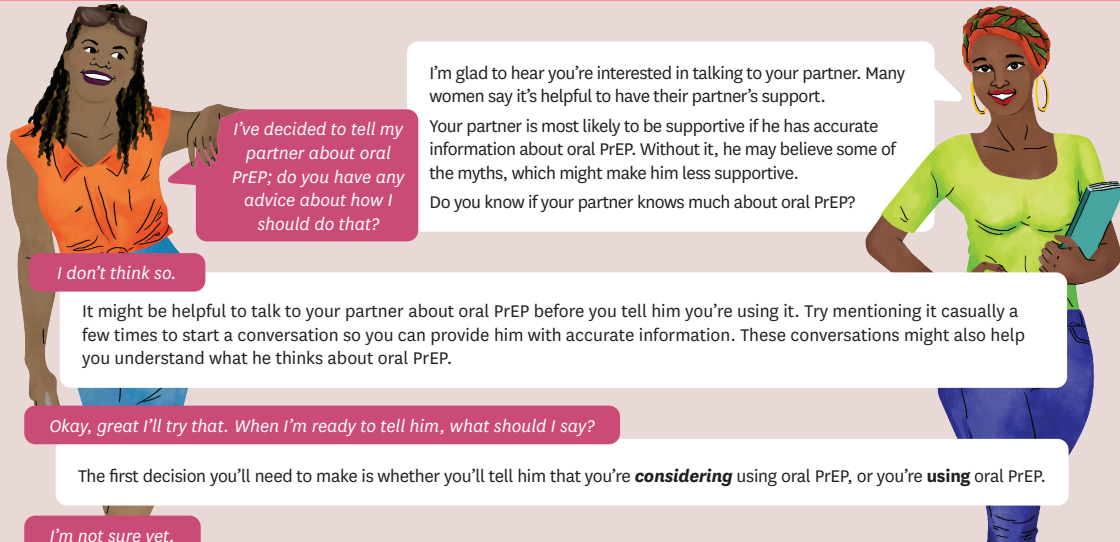 I've decided to tell my
partner about oral
PrEP; do you have any
advice about how I
should do that?
I'm glad to hear you're interested in talking to your partner. Many
women say it's helpful to have their partner's support.
Your partner is most likely to be supportive if he has accurate
information about oral PrEP. Without it, he may believe some of
the myths, which might make him less supportive.
Do you know if your partner knows much about oral PrEP?
I don't think so.
It might be helpful to talk to your partner about oral PrEP before you tell him you're using it. Try mentioning it casually a
few times to start a conversation so you can provide him with accurate information. These conversations might also help
you understand what he thinks about oral PrEP.
Okay, great I'll try that. When I'm ready to tell him, what should I say?
The first decision you'll need to make is whether you'll tell him that you're considering using oral PrEP, or you're using oral PrEP.
I'm not sure yet.